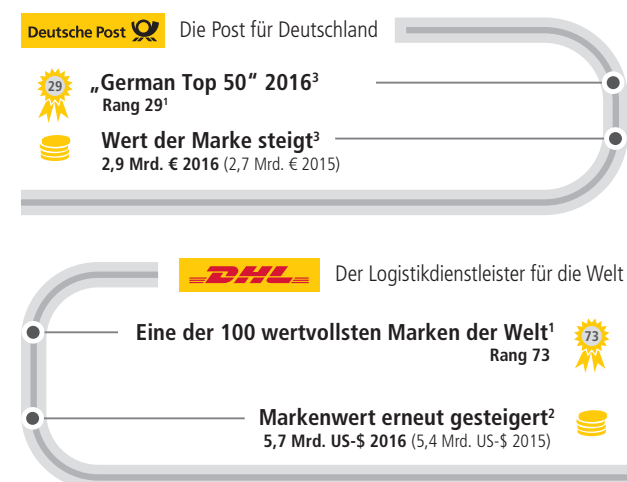 Deutsche Post Die Post für Deutschland
29 „German Top 50“ 2016³
Rang 29¹
Wert der Marke steigt³
2,9 Mrd. € 2016 (2,7 Mrd. € 2015)
DHL Der Logistikdienstleister für die Welt
Eine der 100 wertvollsten Marken der Welt¹ 73
Rang 73
Markenwert erneut gesteigert²
5,7 Mrd. US-$ 2016 (5,4 Mrd. US-$ 2015)